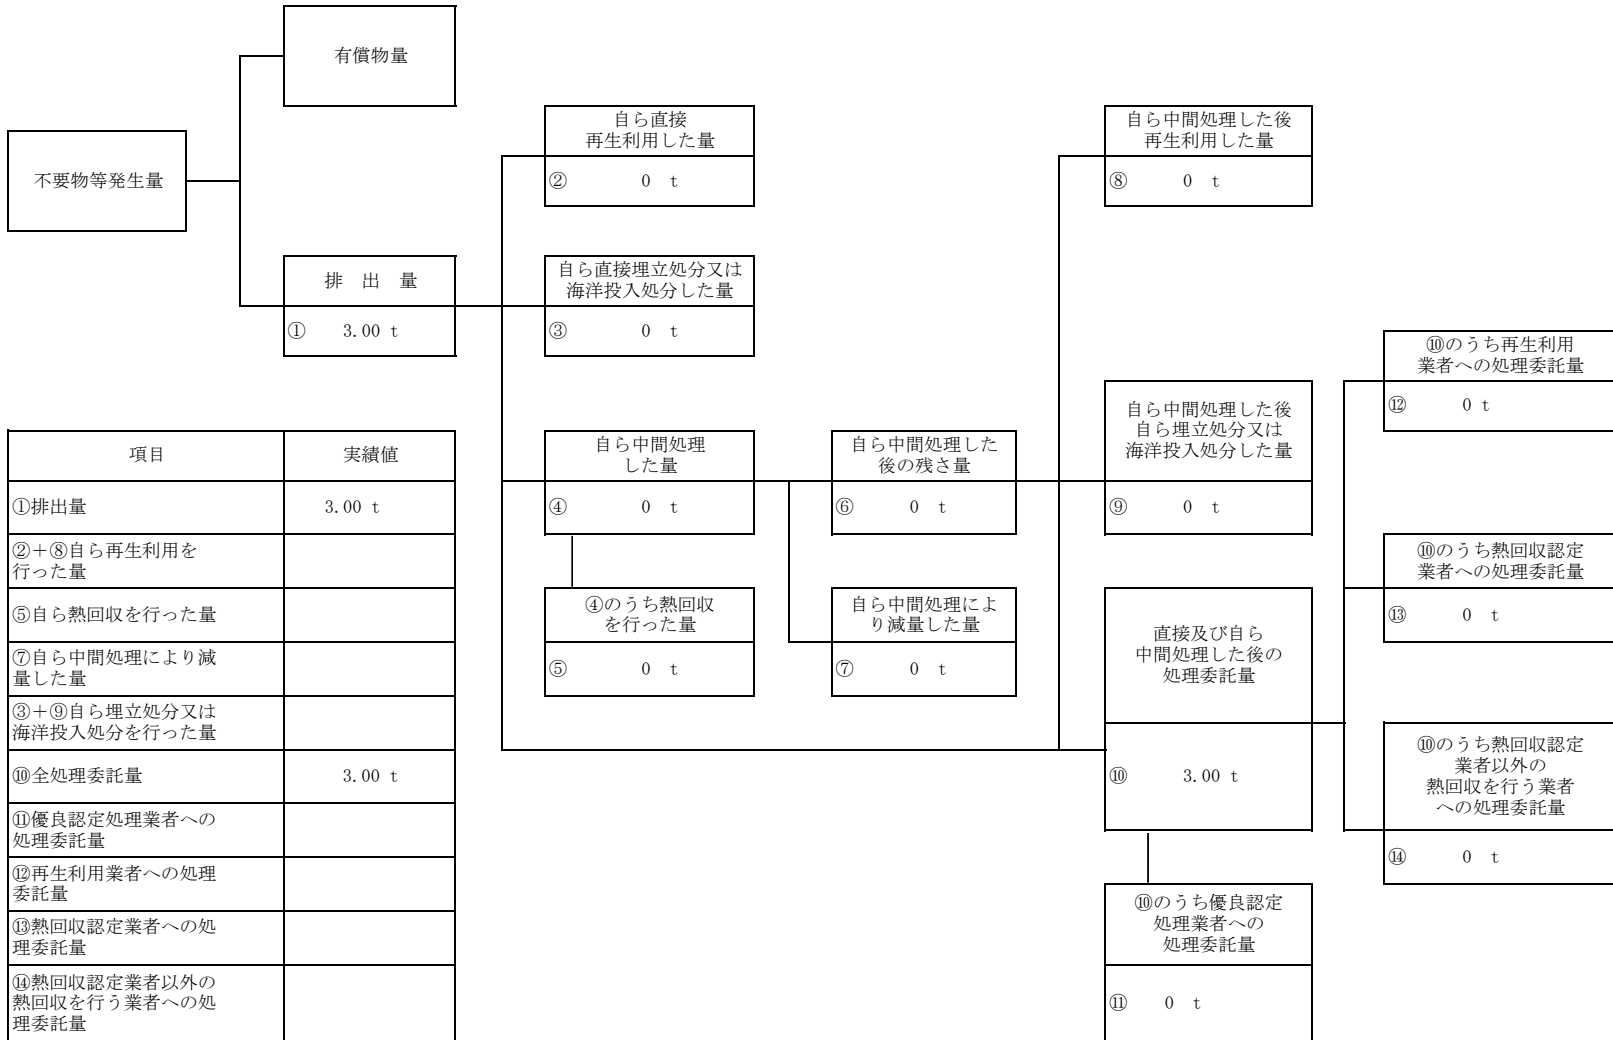 有償物量
不要物等発生量
自ら直接
再生利用した量
② 0 t
自ら中間処理した後
再生利用した量
⑧ 0 t
排 出 量
① 3.00 t
自ら直接埋立処分又は
海洋投入処分した量
③ 0 t
⑩のうち再生利用
業者への処理委託量
⑫ 0 t
自ら中間処理
した量
④ 0 t
自ら中間処理した
後の残さ量
⑥ 0 t
自ら中間処理した後
自ら埋立処分又は
海洋投入処分した量
⑨ 0 t
⑩のうち熱回収認定
業者への処理委託量
⑬ 0 t
④のうち熱回収
を行った量
⑤ 0 t
自ら中間処理によ
り減量した量
⑦ 0 t
直接及び自ら
中間処理した後の
処理委託量
⑩ 3.00 t
⑩のうち熱回収認定
業者以外の
熱回収を行う業者
への処理委託量
⑭ 0 t
⑩のうち優良認定
処理業者への
処理委託量
⑪ 0 t
項目 実績値
①排出量 3.00 t
②+⑧自ら再生利用を
行った量
⑤自ら熱回収を行った量
⑦自ら中間処理により減
量した量
③+⑨自ら埋立処分又は
海洋投入処分を行った量
⑩全処理委託量 3.00 t
⑪優良認定処理業者への
処理委託量
⑫再生利用業者への処理
委託量
⑬熱回収認定業者への処
理委託量
⑭熱回収認定業者以外の
熱回収を行う業者への処
理委託量